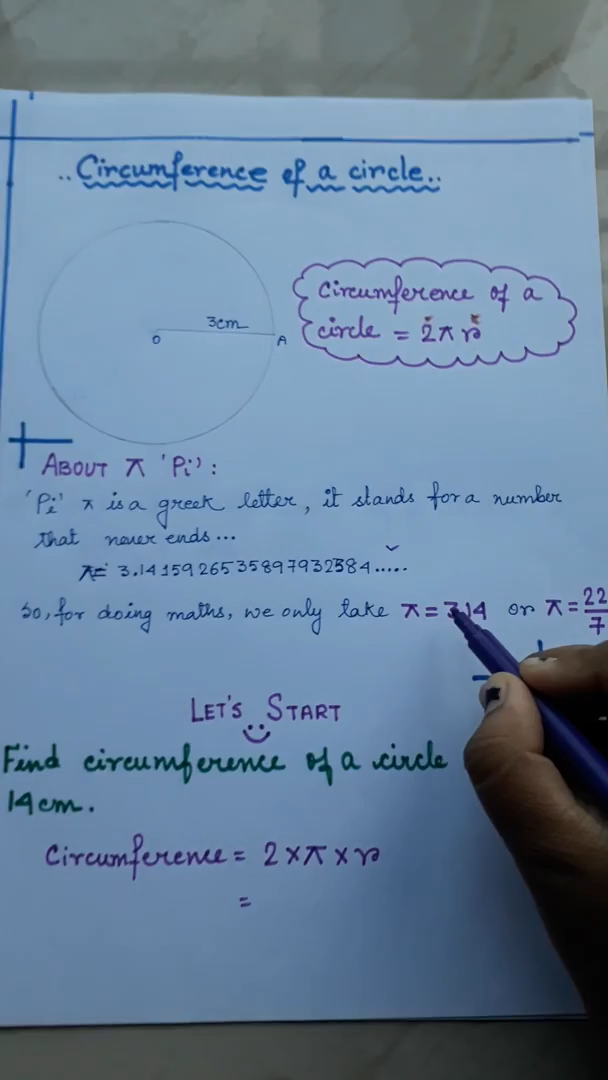 ..Circumference of a circle..
3cm
O
A
Circumference of a
circle = 2πr
ABOUT π 'Pi':
'Pi' π is a greek letter, it stands for a number
that never ends...
π= 3.1415926535897932384.....
So, for doing maths, we only take π = 3.14 or π = 22/7
LET'S START
Find circumference of a circle
14cm.
Circumference = 2×π×r
=